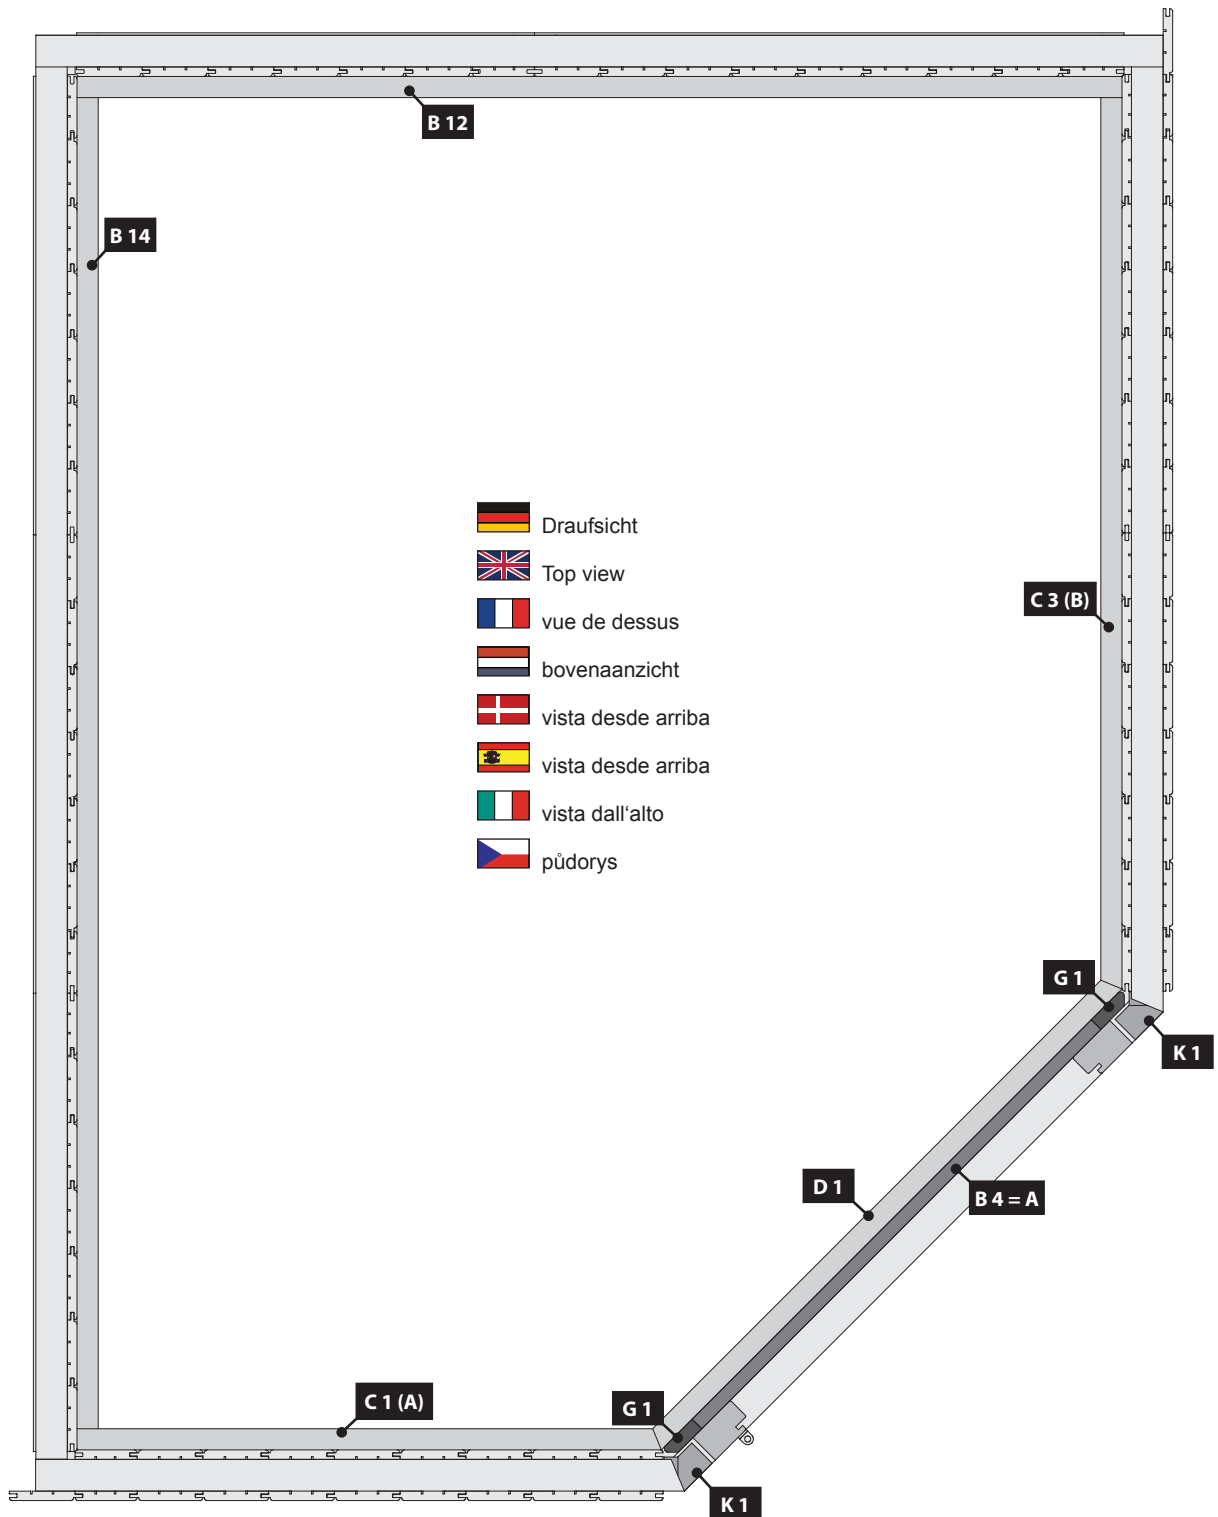 B 12
B 14
Draufsicht
Top view
C 3 (B)
vue de dessus
bovenaanzicht
vista desde arriba
vista desde arriba
vista dall‘alto
půdorys
G 1
K 1
D 1
B 4 = A
C 1 (A)
G 1
K 1